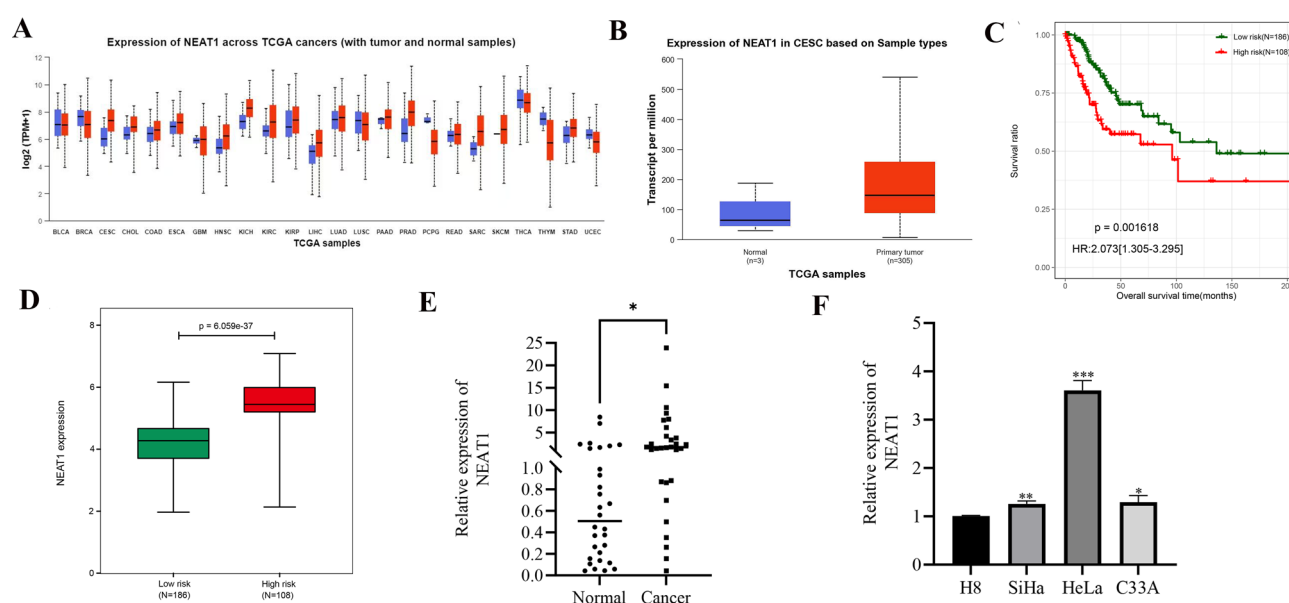 A
Expression of NEAT1 across TCGA cancers (with tumor and normal samples)
log2 (TPM+1)
12
10
8
6
4
2
0
BLCA BRCA CESC CHOL COAD ESCA GBM HNSC KICH KIRC KIRP LIHC LUAD LUSC PAAD PRAD PCPG READ SARC SKCM THCA THYM STAD UCEC
TCGA samples
B
Expression of NEAT1 in CESC based on Sample types
Transcript per million
600
500
400
300
200
100
0
Normal
(n=3)
Primary tumor
(n=305)
TCGA samples
C
Low risk(N=186)
High risk(N=108)
Survival ratio
1.00
0.75
0.50
0.25
0.00
p = 0.001618
HR:2.073[1.305-3.295]
0 50 100 150
Overall survival time(months)
D
NEAT1 expression
8
6
4
2
0
p = 6.059e-37
Low risk
(N=186)
High risk
(N=108)
E
*
Relative expression of
NEAT1
25
20
15
10
5
1.0
0.8
0.6
0.4
0.2
0.0
Normal Cancer
F
Relative expression of
NEAT1
5
4
3
2
1
0
**
***
*
H8 SiHa HeLa C33A